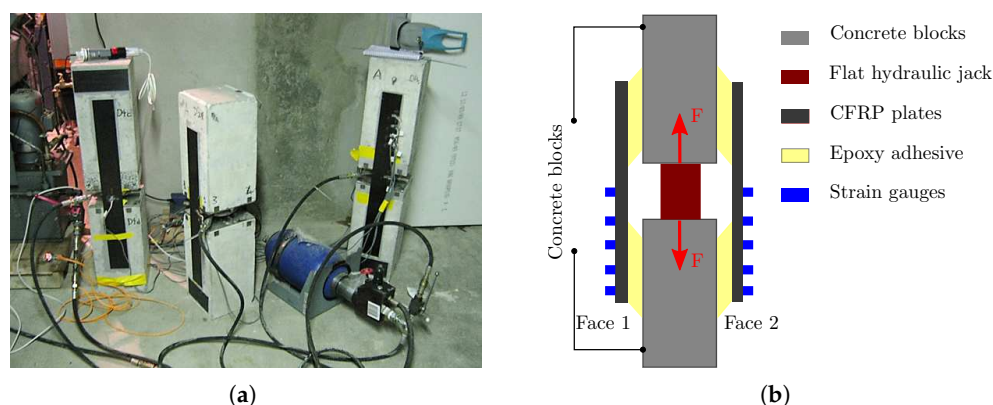 Concrete blocks
F
F
Face 1
Face 2
Concrete blocks
Flat hydraulic jack
CFRP plates
Epoxy adhesive
Strain gauges
(a)
(b)